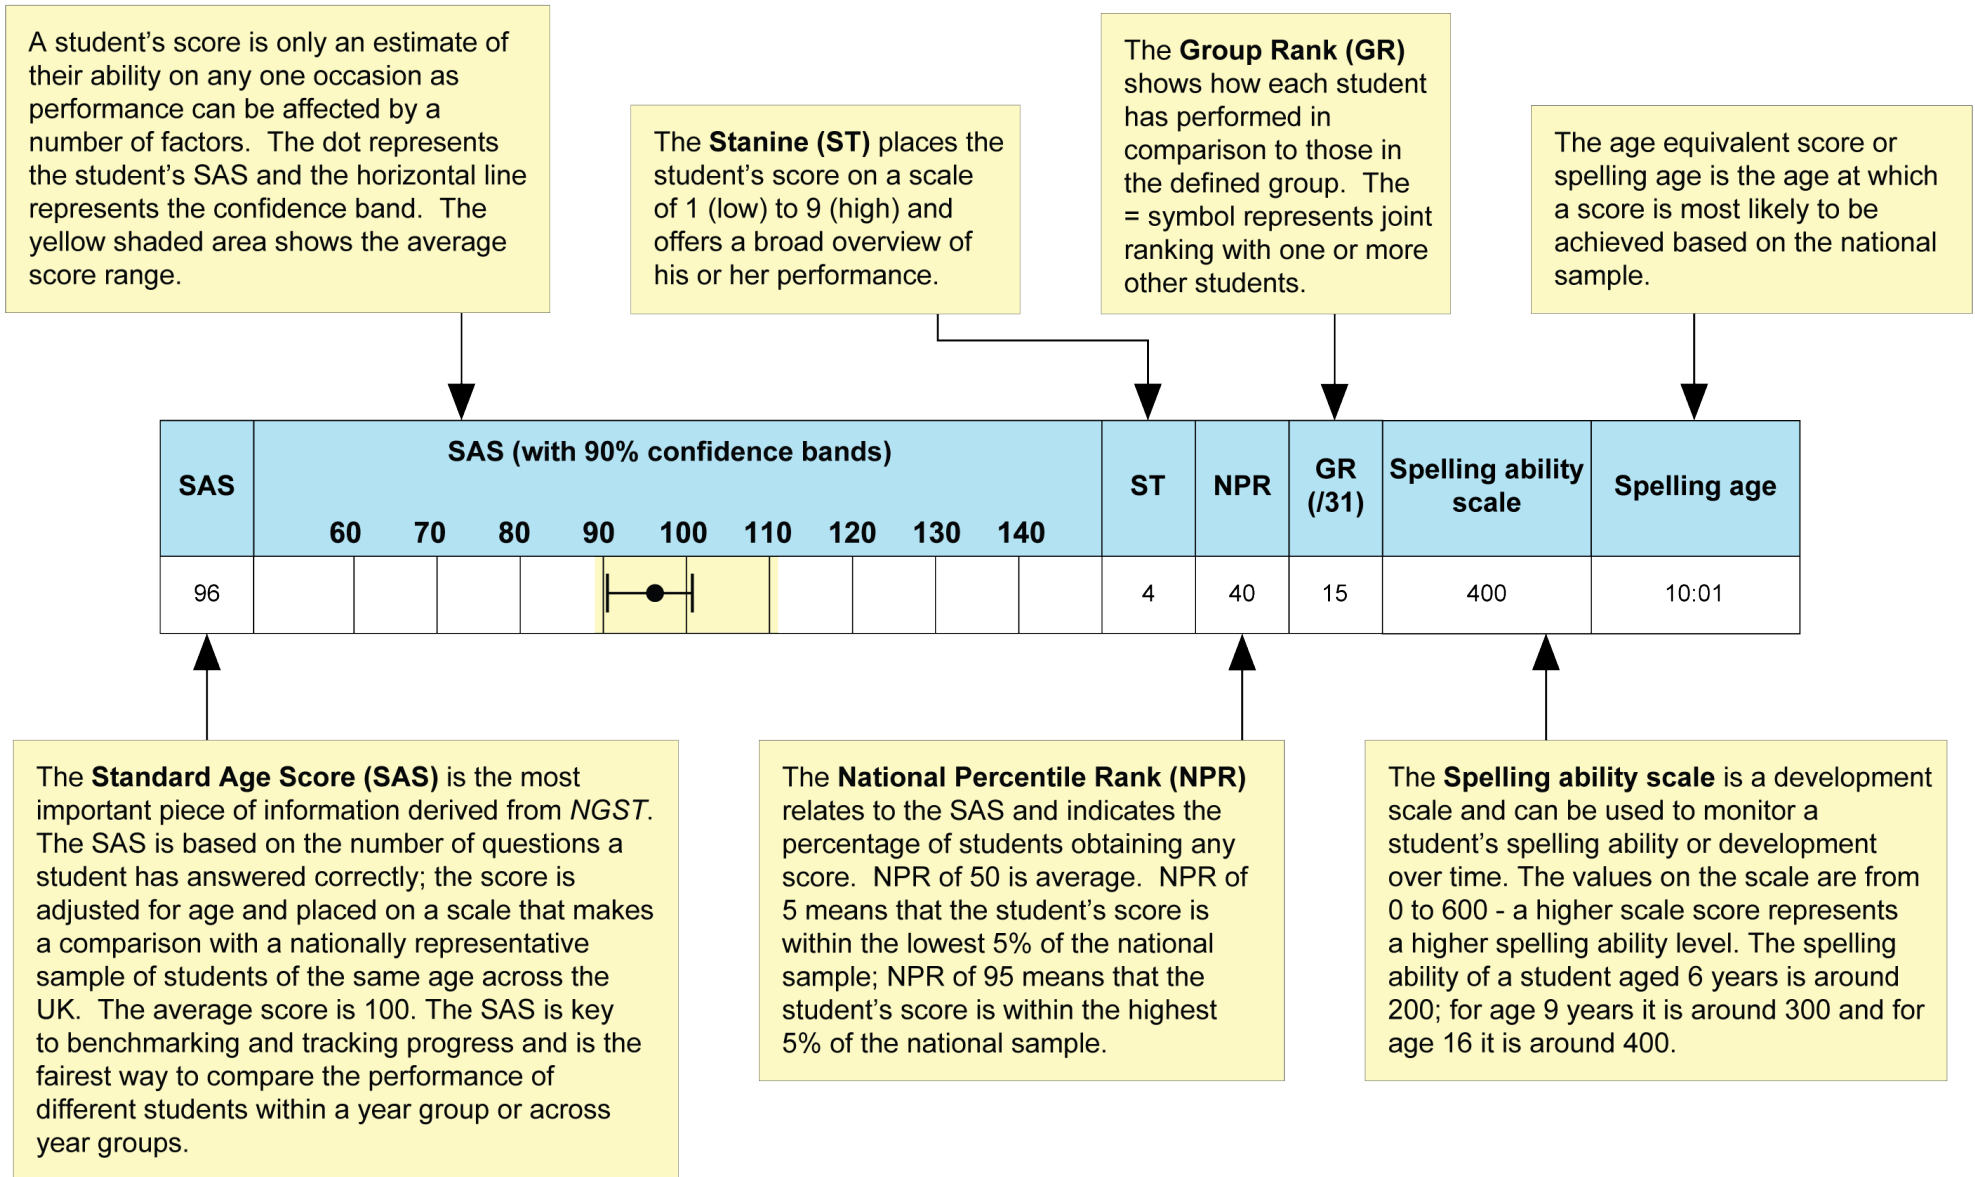 A student’s score is only an estimate of
their ability on any one occasion as
performance can be affected by a
number of factors.  The dot represents
the student’s SAS and the horizontal line
represents the confidence band.  The
yellow shaded area shows the average
score range.
The Stanine (ST) places the
student’s score on a scale
of 1 (low) to 9 (high) and
offers a broad overview of
his or her performance.
The Group Rank (GR)
shows how each student
has performed in
comparison to those in
the defined group.  The
= symbol represents joint
ranking with one or more
other students.
The age equivalent score or
spelling age is the age at which
a score is most likely to be
achieved based on the national
sample.
SAS
SAS (with 90% confidence bands)
60 70 80 90 100 110 120 130 140
ST
NPR
GR
(/31)
Spelling ability
scale
Spelling age
96
4
40
15
400
10:01
The Standard Age Score (SAS) is the most
important piece of information derived from NGST.
The SAS is based on the number of questions a
student has answered correctly; the score is
adjusted for age and placed on a scale that makes
a comparison with a nationally representative
sample of students of the same age across the
UK.  The average score is 100. The SAS is key
to benchmarking and tracking progress and is the
fairest way to compare the performance of
different students within a year group or across
year groups.
The National Percentile Rank (NPR)
relates to the SAS and indicates the
percentage of students obtaining any
score.  NPR of 50 is average.  NPR of
5 means that the student’s score is
within the lowest 5% of the national
sample; NPR of 95 means that the
student’s score is within the highest
5% of the national sample.
The Spelling ability scale is a development
scale and can be used to monitor a
student’s spelling ability or development
over time. The values on the scale are from
0 to 600 - a higher scale score represents
a higher spelling ability level. The spelling
ability of a student aged 6 years is around
200; for age 9 years it is around 300 and for
age 16 it is around 400.